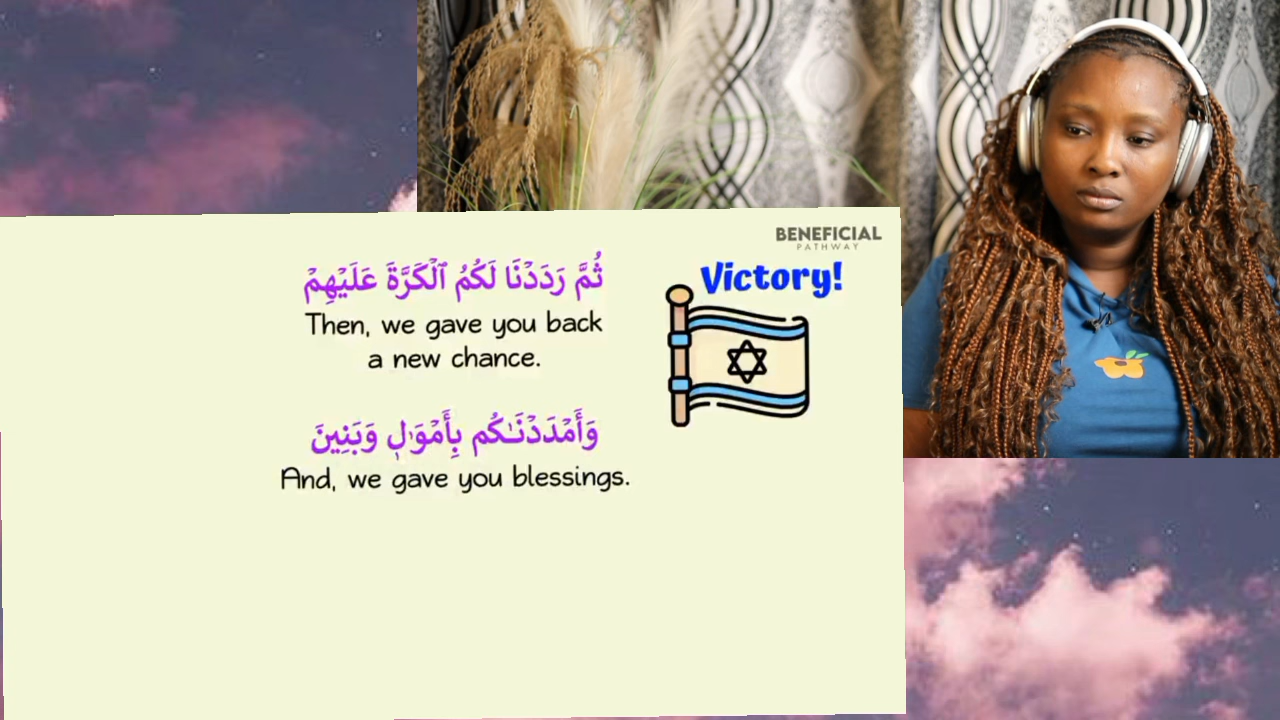 BENEFICIAL
PATHWAY
Victory!
ثُمَّ رَدَدْنَا لَكُمُ ٱلْكَرَّةَ عَلَيْهِمْ
Then, we gave you back
a new chance.
وَأَمْدَدْنَـٰكُم بِأَمْوَٰلٍ وَبَنِينَ
And, we gave you blessings.